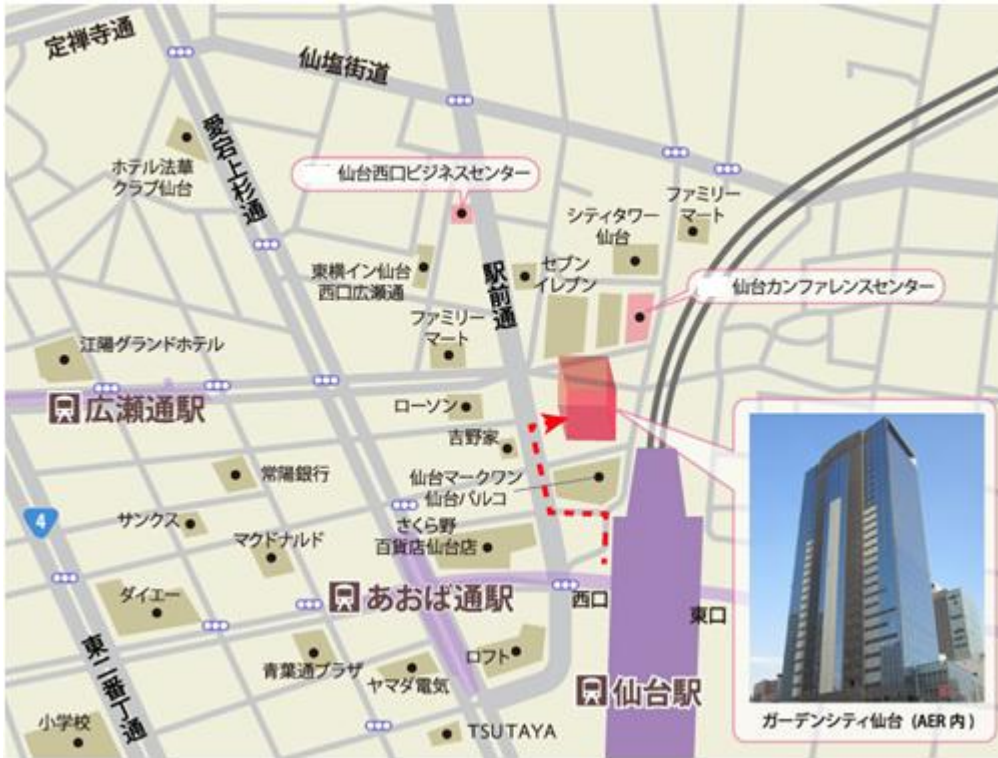 定禅寺通
仙塩街道
愛宕上杉通
ホテル法華
クラブ仙台
仙台西口ビジネスセンター
シティタワー
仙台
ファミリー
マート
東横イン仙台
西口広瀬通
駅前通
セブン
イレブン
仙台カンファレンスセンター
ファミリー
マート
江陽グランドホテル
広瀬通駅
ローソン
吉野家
常陽銀行
仙台マークワン
仙台パルコ
4
サンクス
マクドナルド
さくら野
百貨店仙台店
ダイエー
あおば通駅
西口
東口
東二番丁通
青葉通プラザ
ヤマダ電気
ロフト
仙台駅
小学校
TSUTAYA
ガーデンシティ仙台 (AER 内)